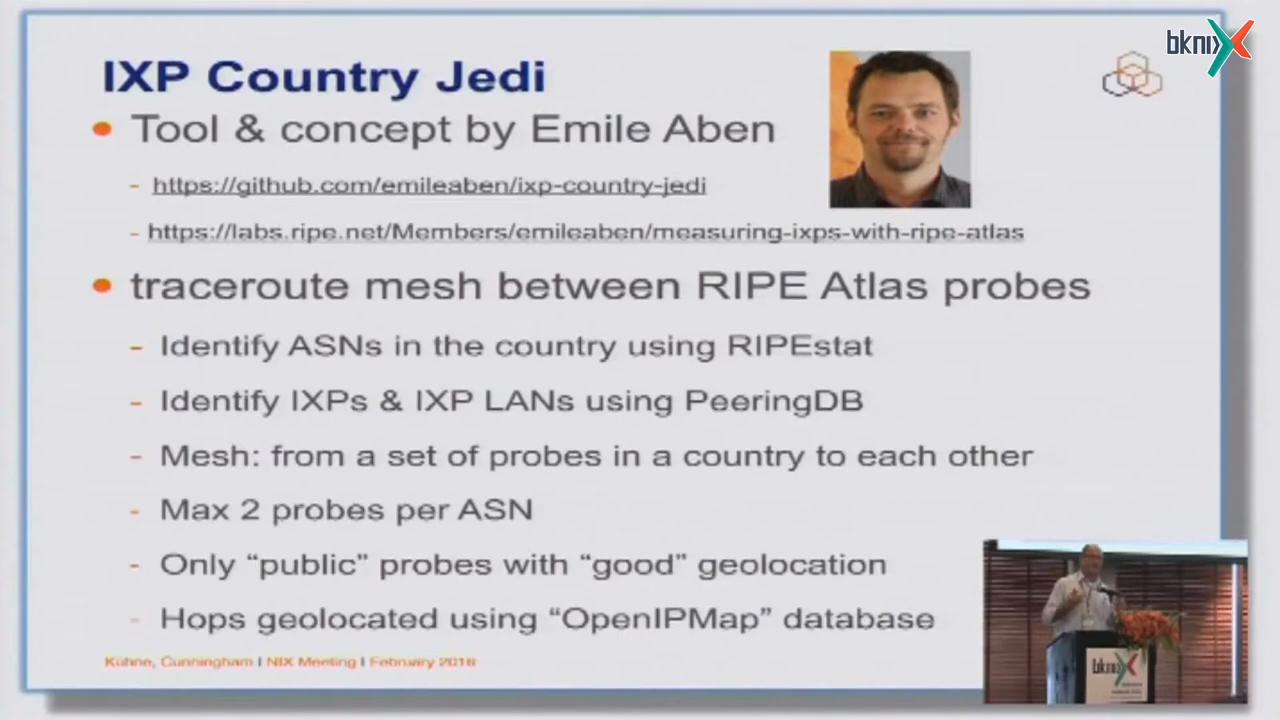 bknix
IXP Country Jedi
Tool & concept by Emile Aben
- https://github.com/emileaben/ixp-country-jedi
- https://labs.ripe.net/Members/emileaben/measuring-ixps-with-ripe-atlas
traceroute mesh between RIPE Atlas probes
- Identify ASNs in the country using RIPEstat
- Identify IXPs & IXP LANs using PeeringDB
- Mesh: from a set of probes in a country to each other
- Max 2 probes per ASN
- Only “public” probes with “good” geolocation
- Hops geolocated using “OpenIPMap” database
Kühne, Cunningham | NIX Meeting | February 2016
bknix